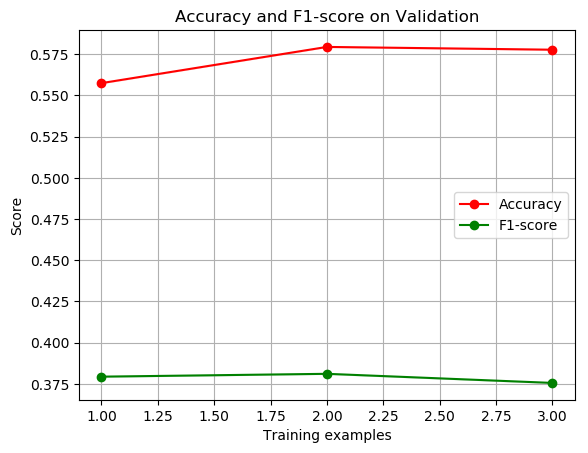 Accuracy and F1-score on Validation
0.575
0.550
0.525
0.500
0.475
0.450
0.425
0.400
0.375
Score
Accuracy
F1-score
1.00 1.25 1.50 1.75 2.00 2.25 2.50 2.75 3.00
Training examples